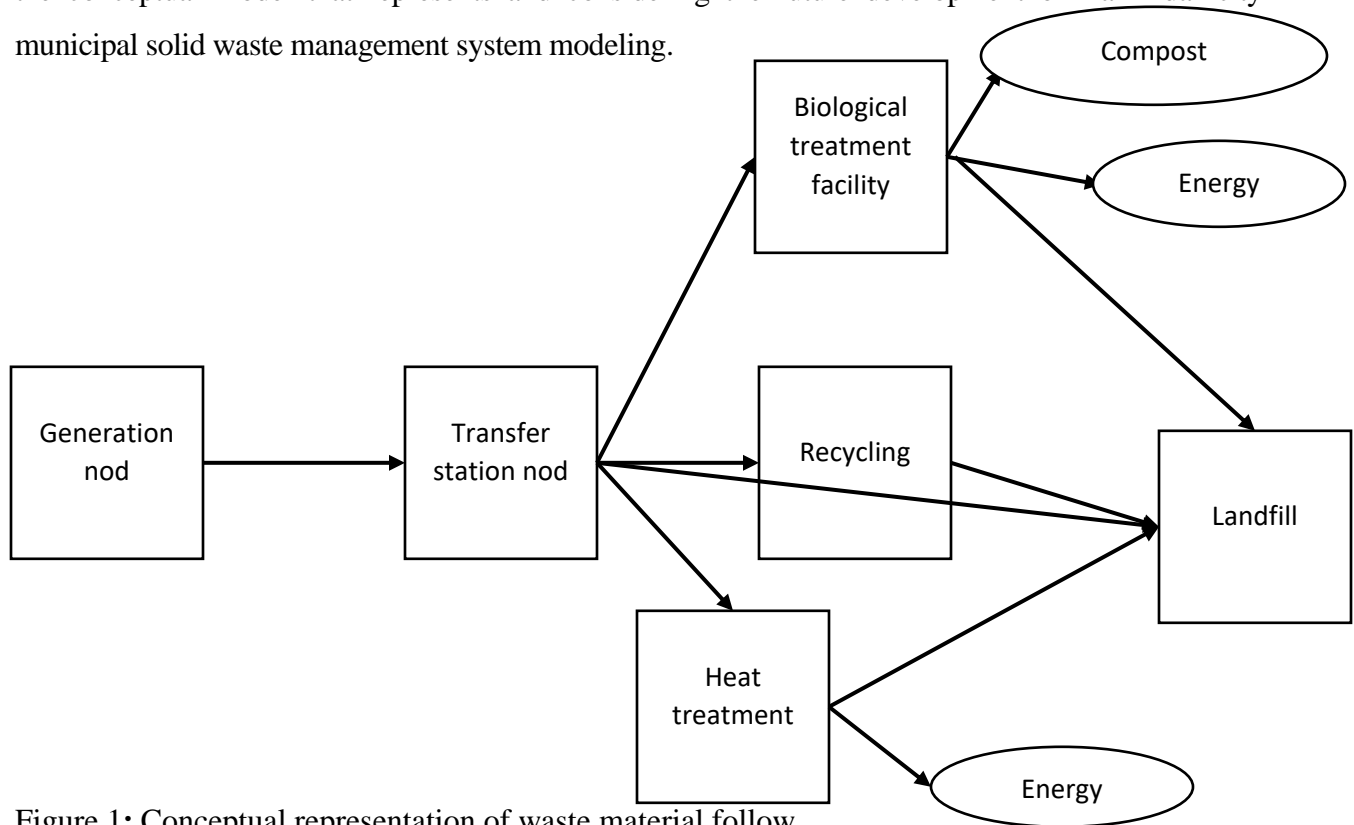 municipal solid waste management system modeling.
Compost
Biological
treatment
facility
Energy
Generation
nod
Transfer
station nod
Recycling
Landfill
Heat
treatment
Energy
Figure 1: Conceptual representation of waste material follow